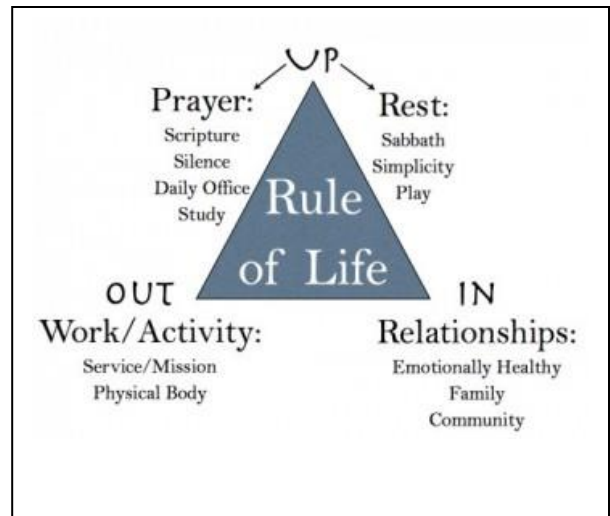 UP
Prayer:
Scripture
Silence
Daily Office
Study
Rest:
Sabbath
Simplicity
Play
Rule
of Life
OUT
Work/Activity:
Service/Mission
Physical Body
IN
Relationships:
Emotionally Healthy
Family
Community